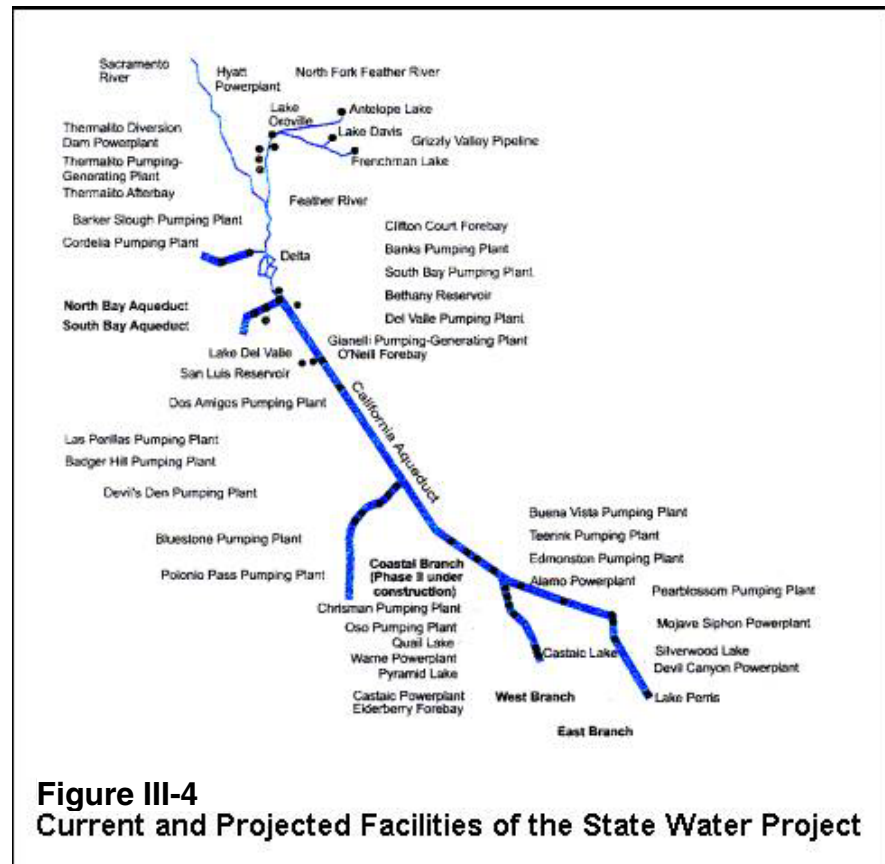 Sacramento
River
Hyatt
Powerplant
North Fork Feather River
Lake
Oroville
Antelope Lake
Lake Davis
Grizzly Valley Pipeline
Frenchman Lake
Thermalito Diversion
Dam Powerplant
Thermalito Pumping-
Generating Plant
Thermalito Afterbay
Feather River
Barker Slough Pumping Plant
Cordelia Pumping Plant
Delta
Clifton Court Forebay
Banks Pumping Plant
South Bay Pumping Plant
Bethany Reservoir
Del Valle Pumping Plant
North Bay Aqueduct
South Bay Aqueduct
Gianelli Pumping-Generating Plant
O'Neill Forebay
Lake Del Valle
San Luis Reservoir
Dos Amigos Pumping Plant
California Aqueduct
Las Perillas Pumping Plant
Badger Hill Pumping Plant
Devil's Den Pumping Plant
Bluestone Pumping Plant
Polonio Pass Pumping Plant
Coastal Branch
(Phase II under
construction)
Buena Vista Pumping Plant
Teerink Pumping Plant
Edmonston Pumping Plant
Alamo Powerplant
Pearblossom Pumping Plant
Mojave Siphon Powerplant
Silverwood Lake
Devil Canyon Powerplant
Lake Perris
Chrisman Pumping Plant
Oso Pumping Plant
Quail Lake
Warne Powerplant
Pyramid Lake
Castaic Powerplant
Elderberry Forebay
Castaic Lake
West Branch
East Branch
Figure III-4
Current and Projected Facilities of the State Water Project